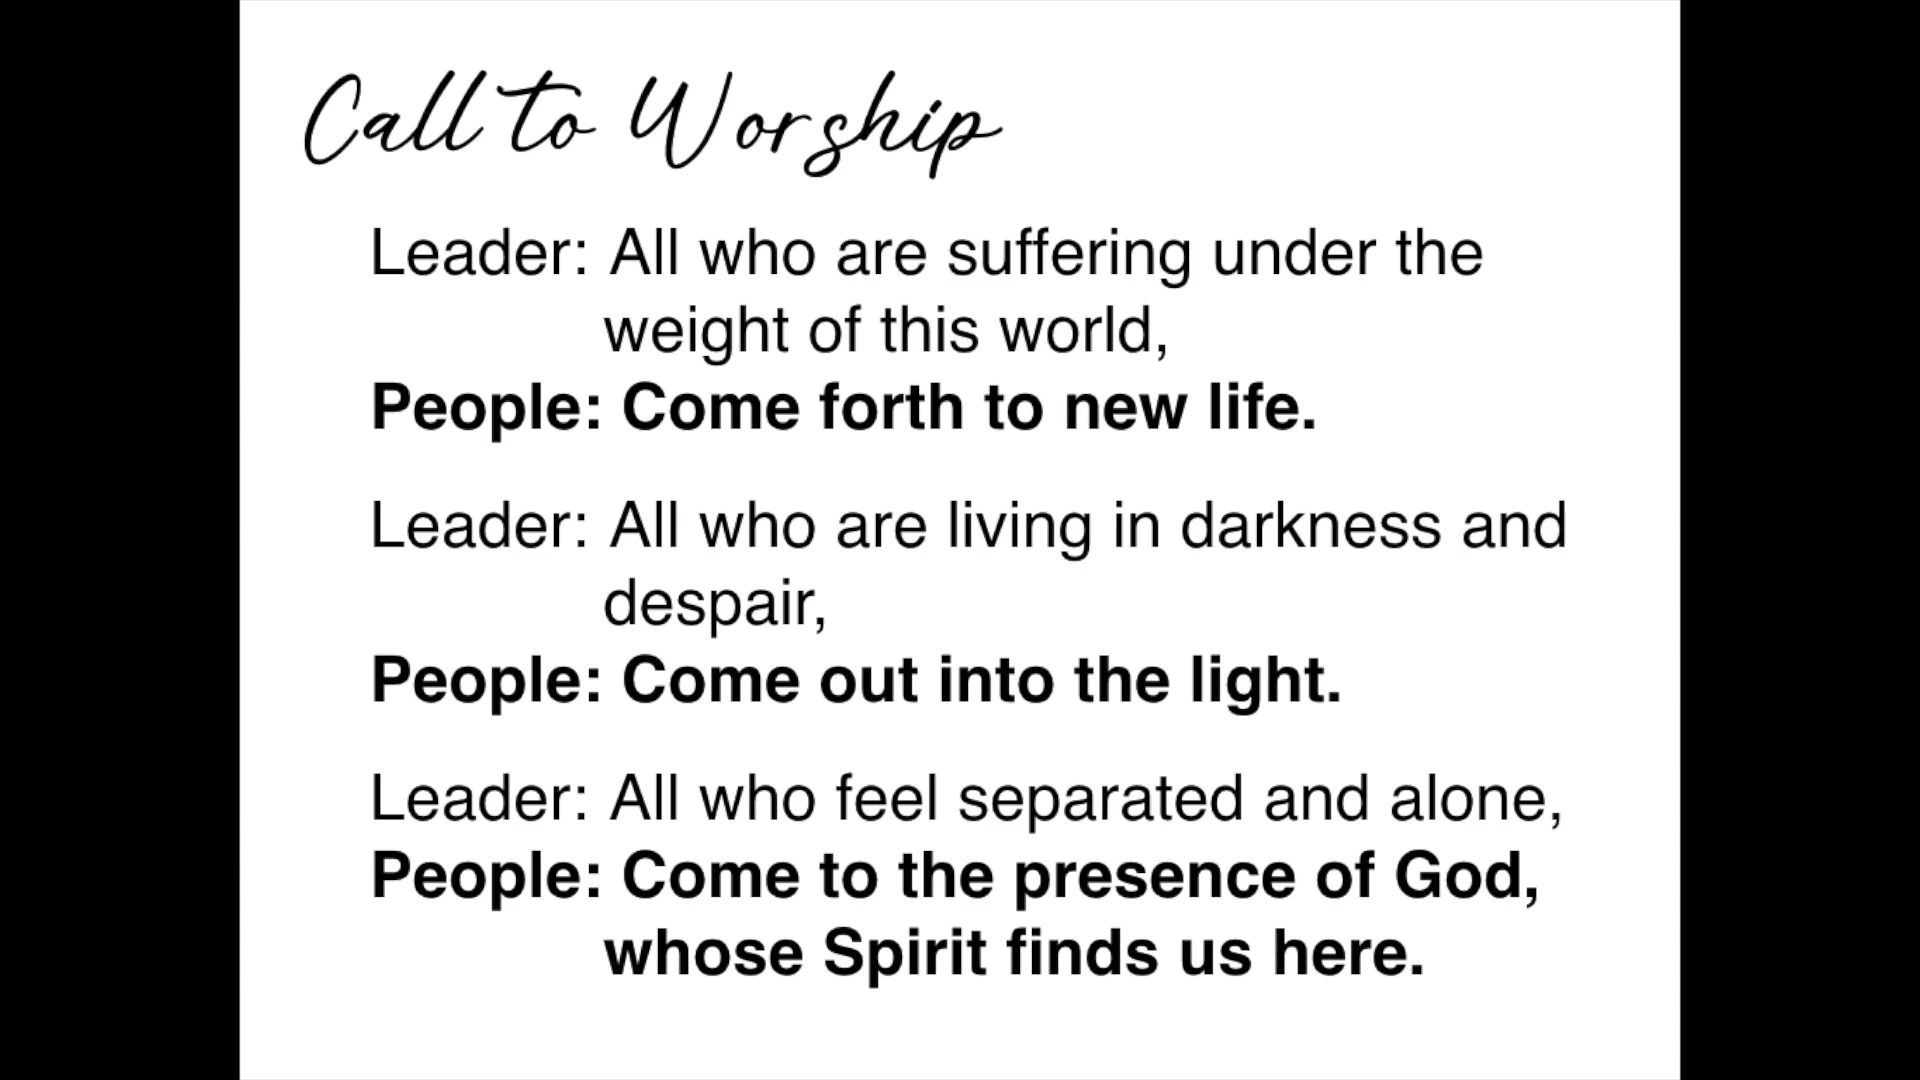 Call to Worship
Leader: All who are suffering under the
weight of this world,
People: Come forth to new life.
Leader: All who are living in darkness and
despair,
People: Come out into the light.
Leader: All who feel separated and alone,
People: Come to the presence of God,
whose Spirit finds us here.